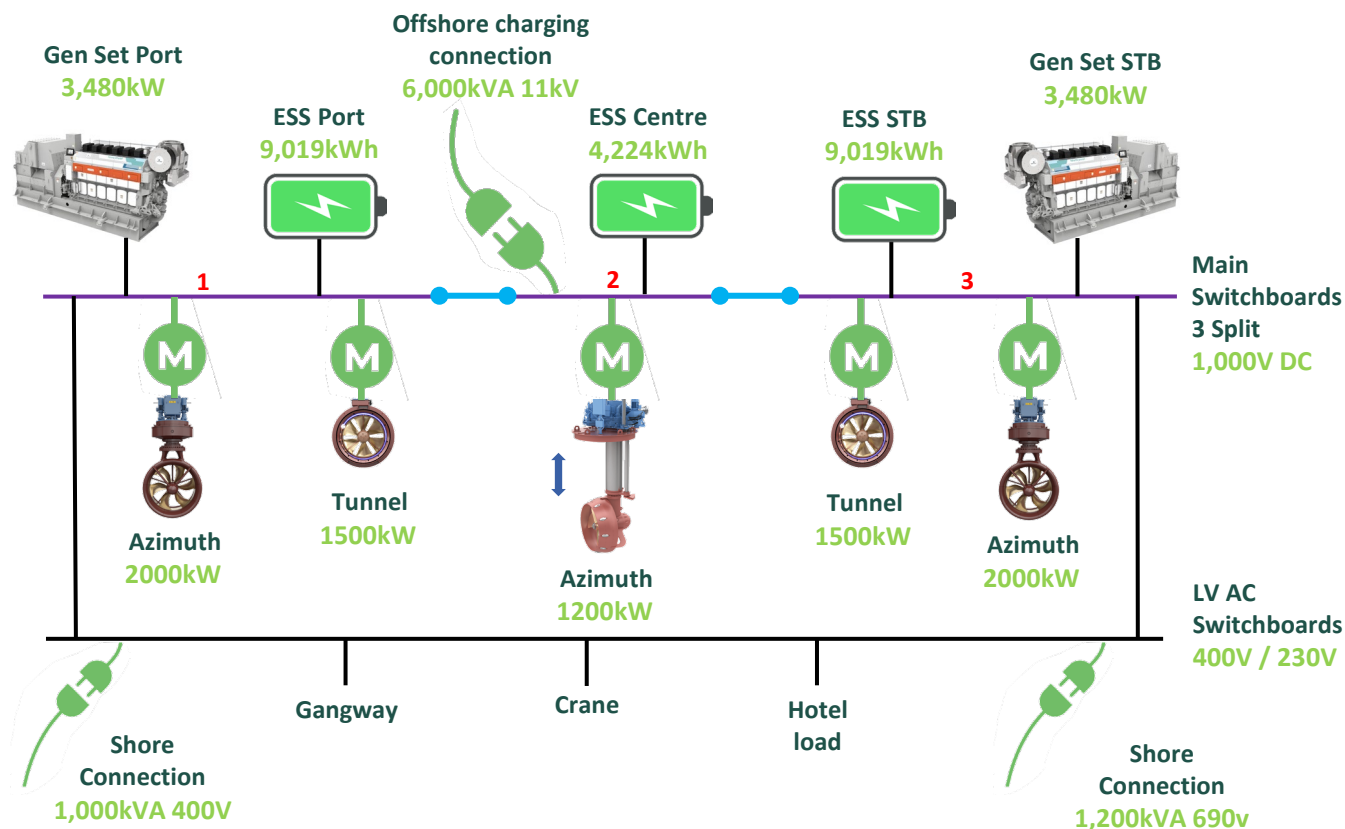 Offshore charging
connection
6,000kVA 11kV
Gen Set Port
3,480kW
Gen Set STB
3,480kW
ESS Port
9,019kWh
ESS Centre
4,224kWh
ESS STB
9,019kWh
1
2
3
Main
Switchboards
3 Split
1,000V DC
M
M
M
M
M
Azimuth
2000kW
Tunnel
1500kW
Azimuth
1200kW
Tunnel
1500kW
Azimuth
2000kW
LV AC
Switchboards
400V / 230V
Gangway
Crane
Hotel
load
Shore
Connection
1,000kVA 400V
Shore
Connection
1,200kVA 690v